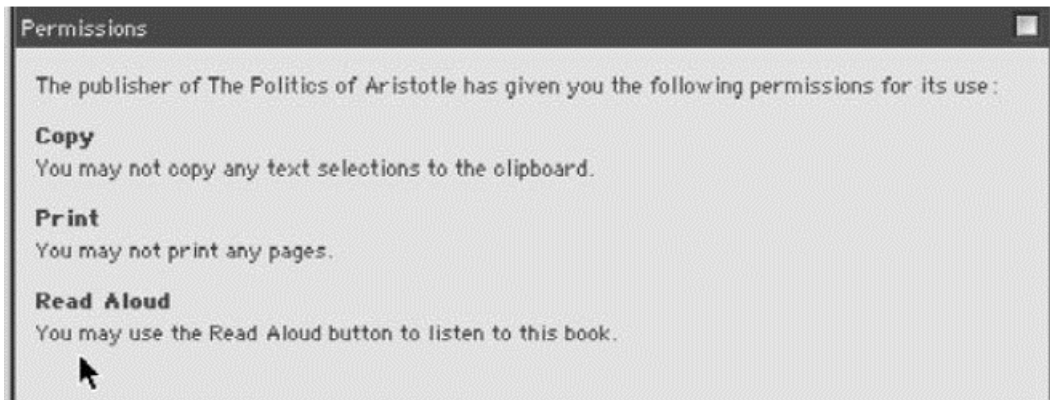 Permissions
The publisher of The Politics of Aristotle has given you the following permissions for its use:
Copy
You may not copy any text selections to the clipboard.
Print
You may not print any pages.
Read Aloud
You may use the Read Aloud button to listen to this book.